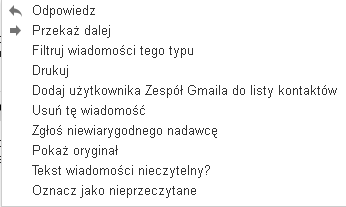 Odpowiedz
Przekaż dalej
Filtruj wiadomości tego typu
Drukuj
Dodaj użytkownika Zespół Gmaila do listy kontaktów
Usuń tę wiadomość
Zgłoś niewiarygodnego nadawcę
Pokaż oryginał
Tekst wiadomości nieczytelny?
Oznacz jako nieprzeczytane